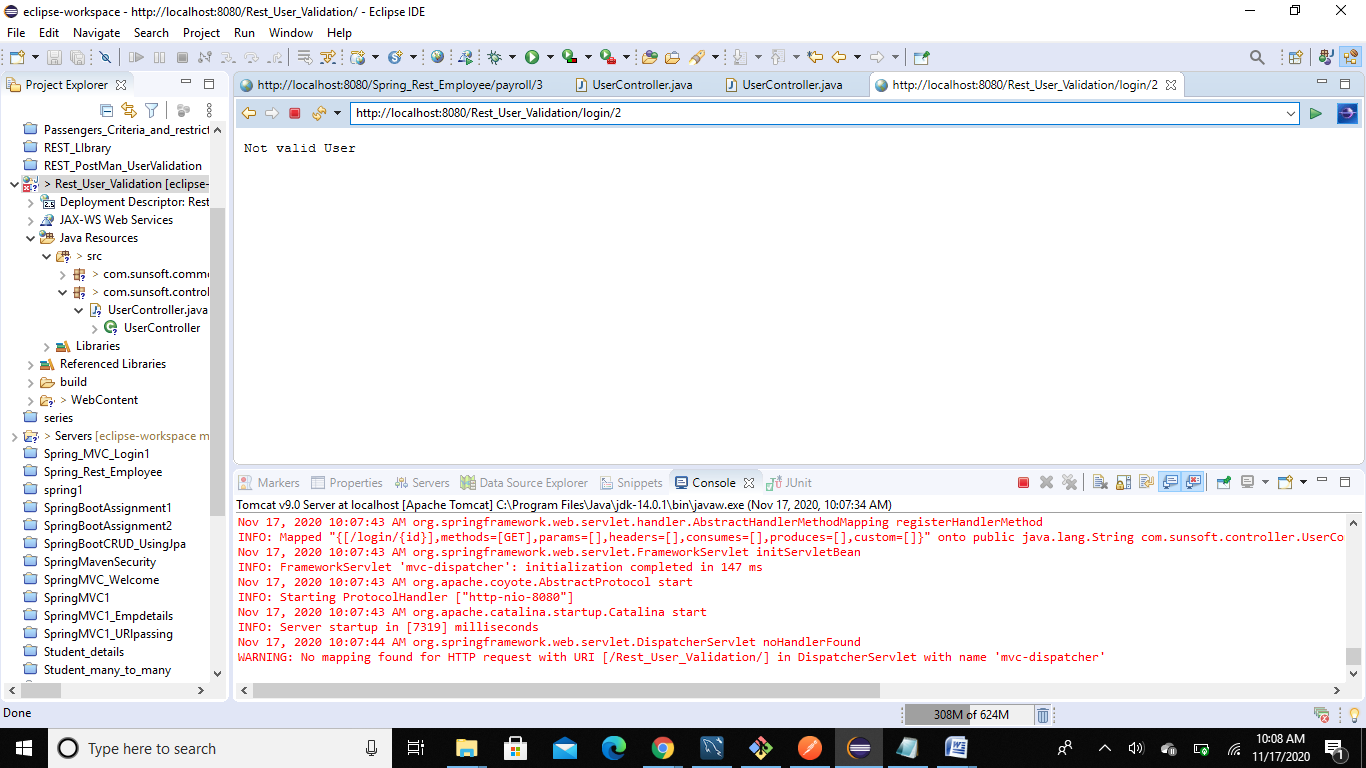 eclipse-workspace - http://localhost:8080/Rest_User_Validation/ - Eclipse IDE
File Edit Navigate Search Project Run Window Help
Project Explorer
http://localhost:8080/Spring_Rest_Employee/payroll/3 UserController.java UserController.java http://localhost:8080/Rest_User_Validation/login/2
http://localhost:8080/Rest_User_Validation/login/2
Not valid User
Passengers_Criteria_and_restrict
REST_LIbrary
REST_PostMan_UserValidation
> Rest_User_Validation [eclipse-
Deployment Descriptor: Rest
JAX-WS Web Services
Java Resources
> src
> com.sunsoft.comm
> com.sunsoft.control
UserController.java
UserController
Libraries
Referenced Libraries
build
> WebContent
series
> Servers [eclipse-workspace m
Spring_MVC_Login1
Spring_Rest_Employee
spring1
SpringBootAssignment1
SpringBootAssignment2
SpringBootCRUD_UsingJpa
SpringMavenSecurity
SpringMVC_Welcome
SpringMVC1
SpringMVC1_Empdetails
SpringMVC1_URIpassing
Student_details
Student_many_to_many
Markers Properties Servers Data Source Explorer Snippets Console JUnit
Tomcat v9.0 Server at localhost [Apache Tomcat] C:\Program Files\Java\jdk-14.0.1\bin\javaw.exe (Nov 17, 2020, 10:07:34 AM)
Nov 17, 2020 10:07:43 AM org.springframework.web.servlet.handler.AbstractHandlerMethodMapping registerHandlerMethod
INFO: Mapped "{[/login/{id}],methods=[GET],params=[],headers=[],consumes=[],produces=[],custom=[]}" onto public java.lang.String com.sunsoft.controller.UserCo
Nov 17, 2020 10:07:43 AM org.springframework.web.servlet.FrameworkServlet initServletBean
INFO: FrameworkServlet 'mvc-dispatcher': initialization completed in 147 ms
Nov 17, 2020 10:07:43 AM org.apache.coyote.AbstractProtocol start
INFO: Starting ProtocolHandler ["http-nio-8080"]
Nov 17, 2020 10:07:43 AM org.apache.catalina.startup.Catalina start
INFO: Server startup in [7319] milliseconds
Nov 17, 2020 10:07:44 AM org.springframework.web.servlet.DispatcherServlet noHandlerFound
WARNING: No mapping found for HTTP request with URI [/Rest_User_Validation/] in DispatcherServlet with name 'mvc-dispatcher'
Done
308M of 624M
Type here to search
10:08 AM
11/17/2020
1